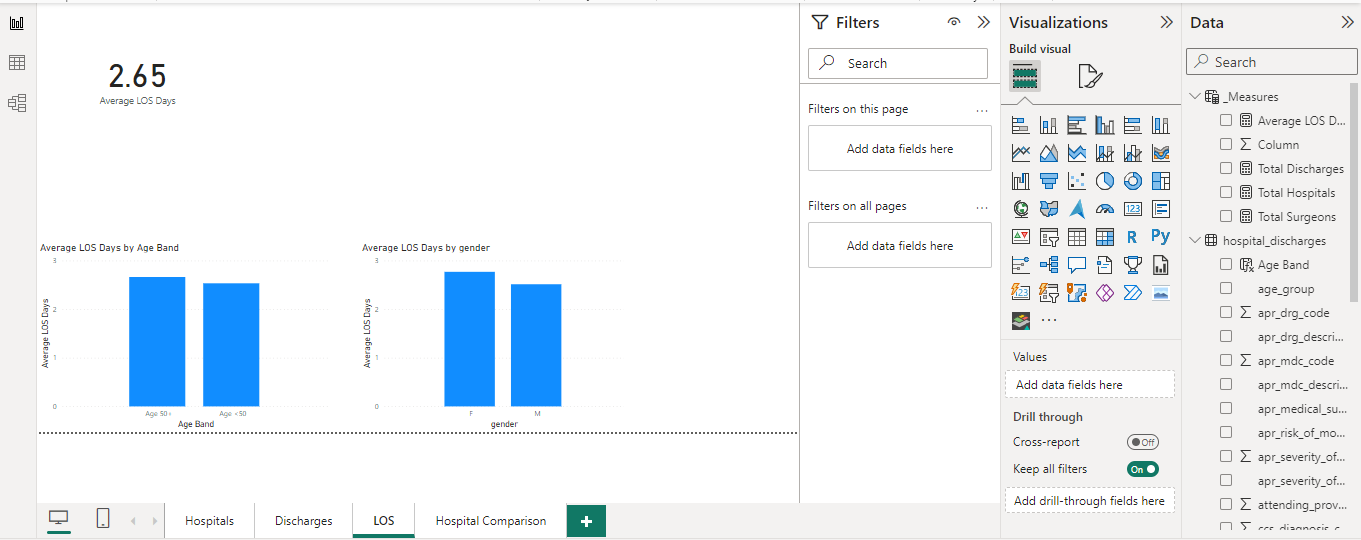 2.65
Average LOS Days
Average LOS Days by Age Band
3
2
1
0
Average LOS Days
Age 50+
Age <50
Age Band
Average LOS Days by gender
3
2
1
0
Average LOS Days
F
M
gender
Hospitals
Discharges
LOS
Hospital Comparison
+
Filters
Search
Filters on this page
...
Add data fields here
Filters on all pages
...
Add data fields here
Visualizations
Build visual
123
R
Py
123
...
Values
Add data fields here
Drill through
Cross-report
Off
Keep all filters
On
Add drill-through fields here
Data
Search
_Measures
Average LOS D...
Column
Total Discharges
Total Hospitals
Total Surgeons
hospital_discharges
Age Band
age_group
apr_drg_code
apr_drg_descri...
apr_mdc_code
apr_mdc_descri...
apr_medical_su...
apr_risk_of_mo...
apr_severity_of...
apr_severity_of...
attending_prov...